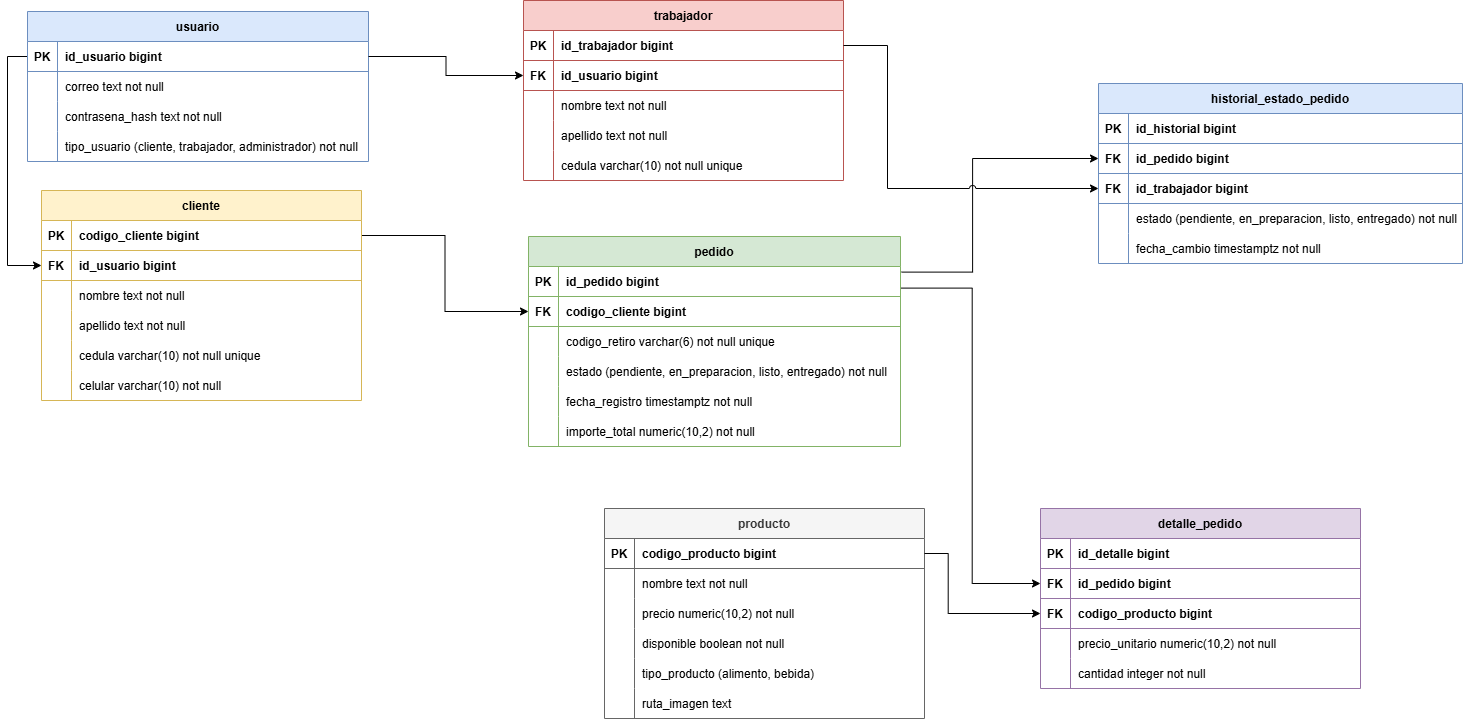 usuario
PK id_usuario bigint
correo text not null
contrasena_hash text not null
tipo_usuario (cliente, trabajador, administrador) not null
trabajador
PK id_trabajador bigint
FK id_usuario bigint
nombre text not null
apellido text not null
cedula varchar(10) not null unique
historial_estado_pedido
PK id_historial bigint
FK id_pedido bigint
FK id_trabajador bigint
estado (pendiente, en_preparacion, listo, entregado) not null
fecha_cambio timestamptz not null
cliente
PK codigo_cliente bigint
FK id_usuario bigint
nombre text not null
apellido text not null
cedula varchar(10) not null unique
celular varchar(10) not null
pedido
PK id_pedido bigint
FK codigo_cliente bigint
codigo_retiro varchar(6) not null unique
estado (pendiente, en_preparacion, listo, entregado) not null
fecha_registro timestamptz not null
importe_total numeric(10,2) not null
producto
PK codigo_producto bigint
nombre text not null
precio numeric(10,2) not null
disponible boolean not null
tipo_producto (alimento, bebida)
ruta_imagen text
detalle_pedido
PK id_detalle bigint
FK id_pedido bigint
FK codigo_producto bigint
precio_unitario numeric(10,2) not null
cantidad integer not null